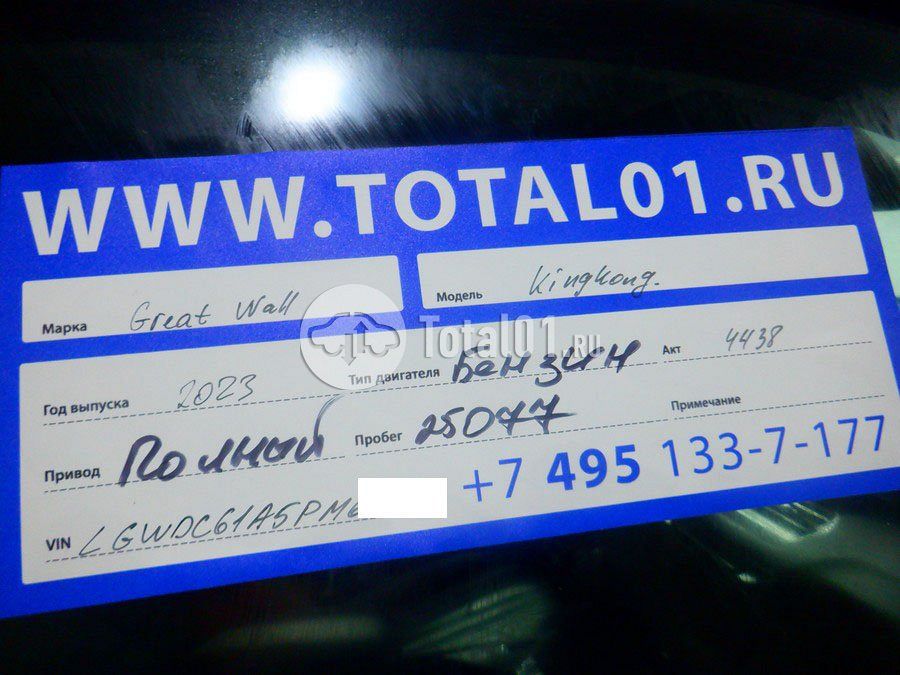 WWW.TOTAL01.RU
Марка Great Wall Модель Kingkong.
Total01.RU
Год выпуска 2023 Тип двигателя Бензин Акт 4438
Привод Полный Пробег 25077 Примечание
VIN LGWDC61A5PM6 +7 495 133-7-177